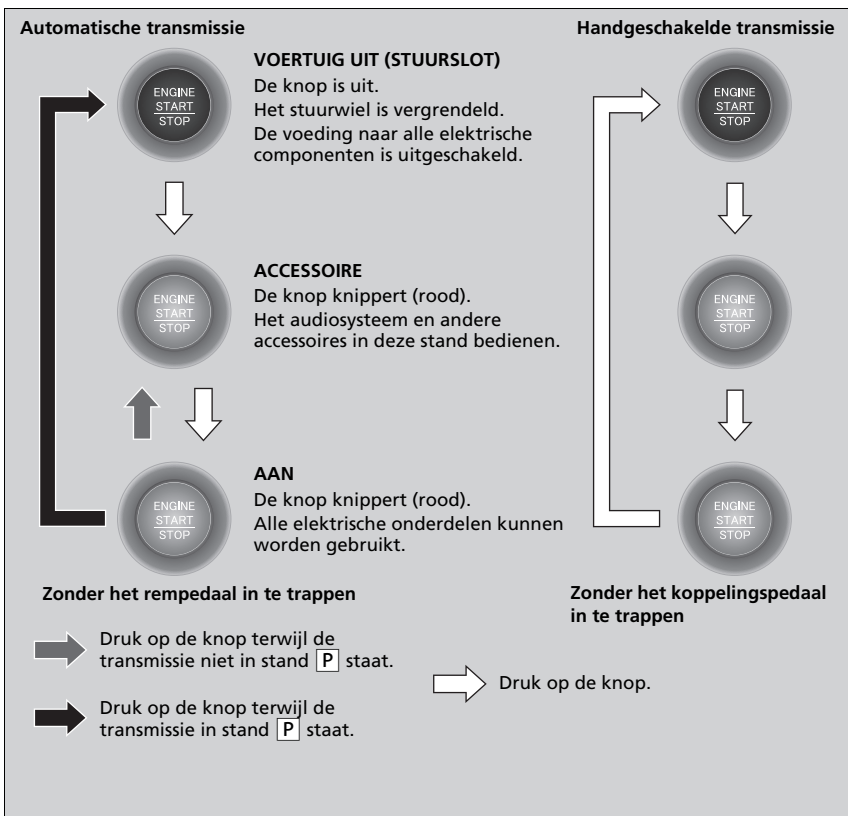 Automatische transmissie
Handgeschakelde transmissie
ENGINE
START
STOP
VOERTUIG UIT (STUURSLOT)
De knop is uit.
Het stuurwiel is vergrendeld.
De voeding naar alle elektrische
componenten is uitgeschakeld.
ENGINE
START
STOP
ENGINE
START
STOP
ACCESSOIRE
De knop knippert (rood).
Het audiosysteem en andere
accessoires in deze stand bedienen.
ENGINE
START
STOP
ENGINE
START
STOP
AAN
De knop knippert (rood).
Alle elektrische onderdelen kunnen
worden gebruikt.
ENGINE
START
STOP
Zonder het rempedaal in te trappen
Zonder het koppelingspedaal
in te trappen
Druk op de knop terwijl de
transmissie niet in stand P staat.
Druk op de knop.
Druk op de knop terwijl de
transmissie in stand P staat.